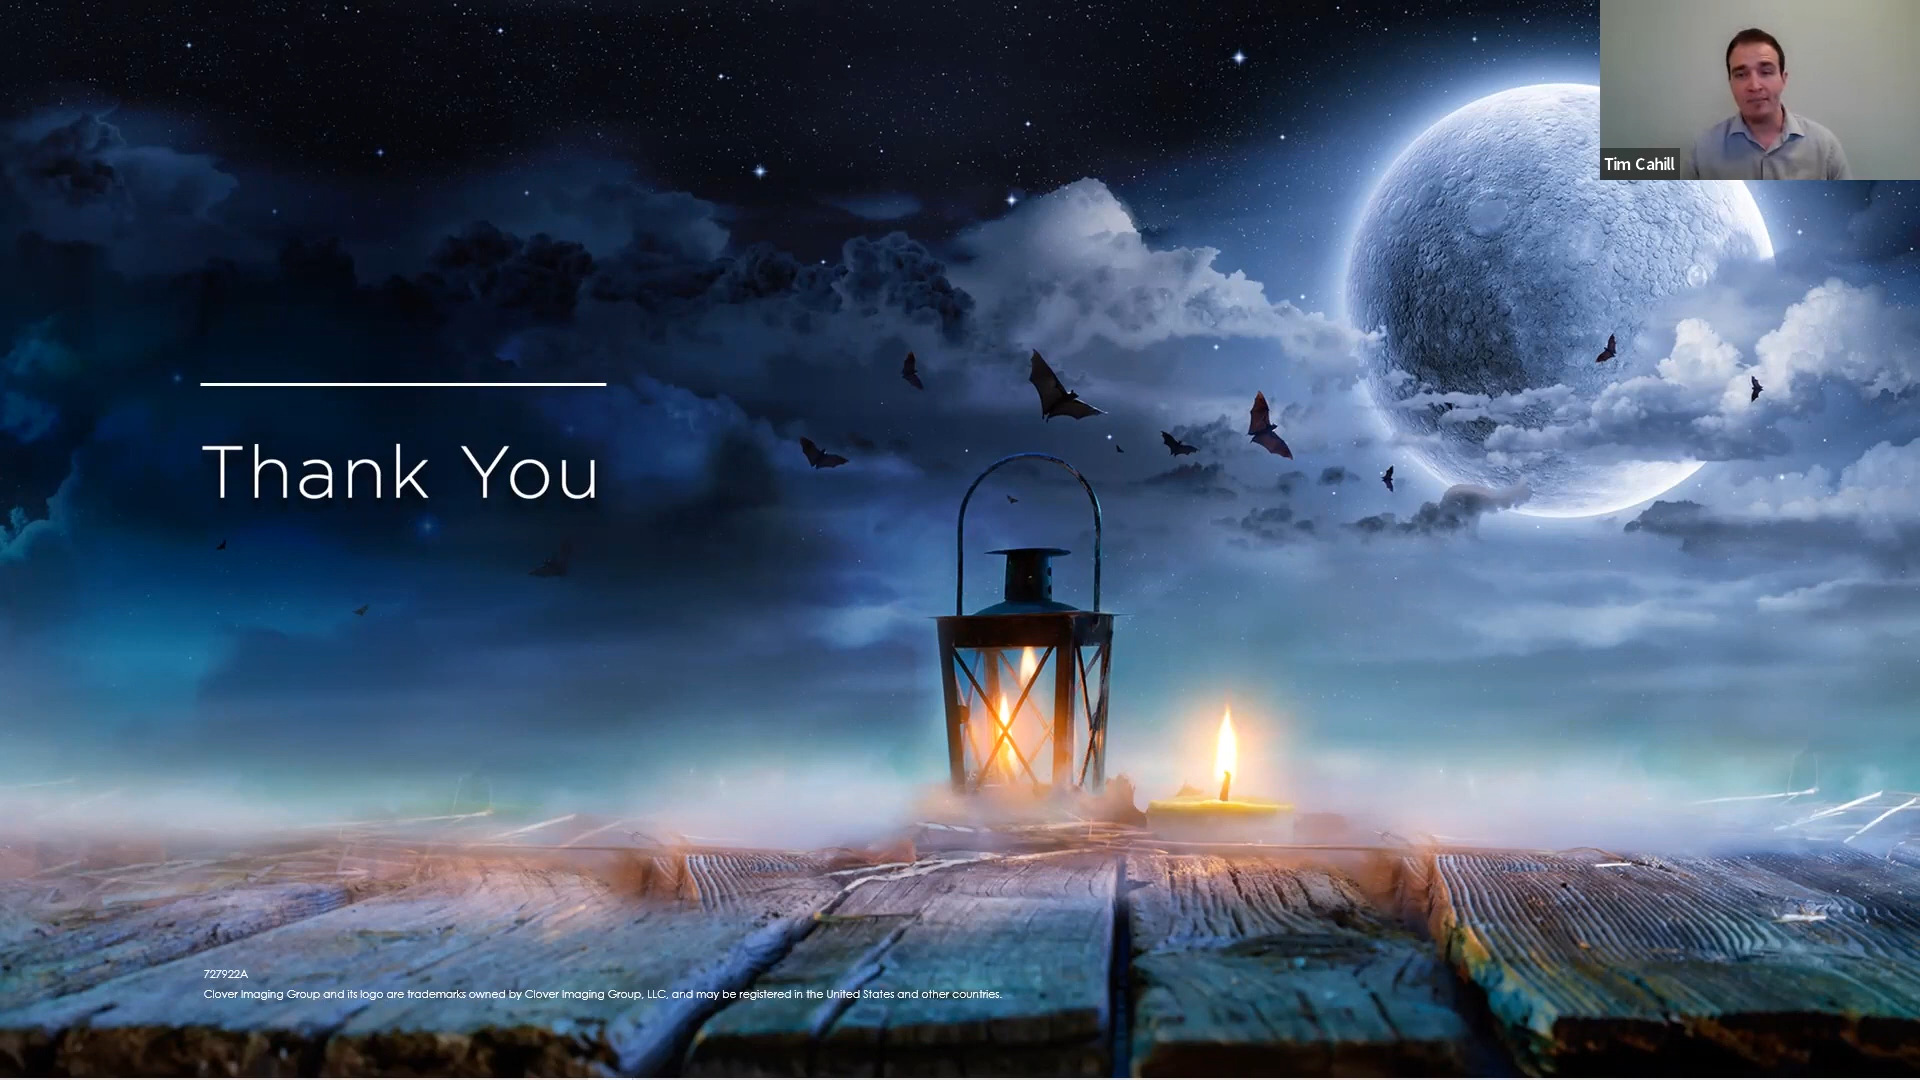 Tim Cahill
Thank You
727922A
Clover Imaging Group and its logo are trademarks owned by Clover Imaging Group, LLC, and may be registered in the United States and other countries.